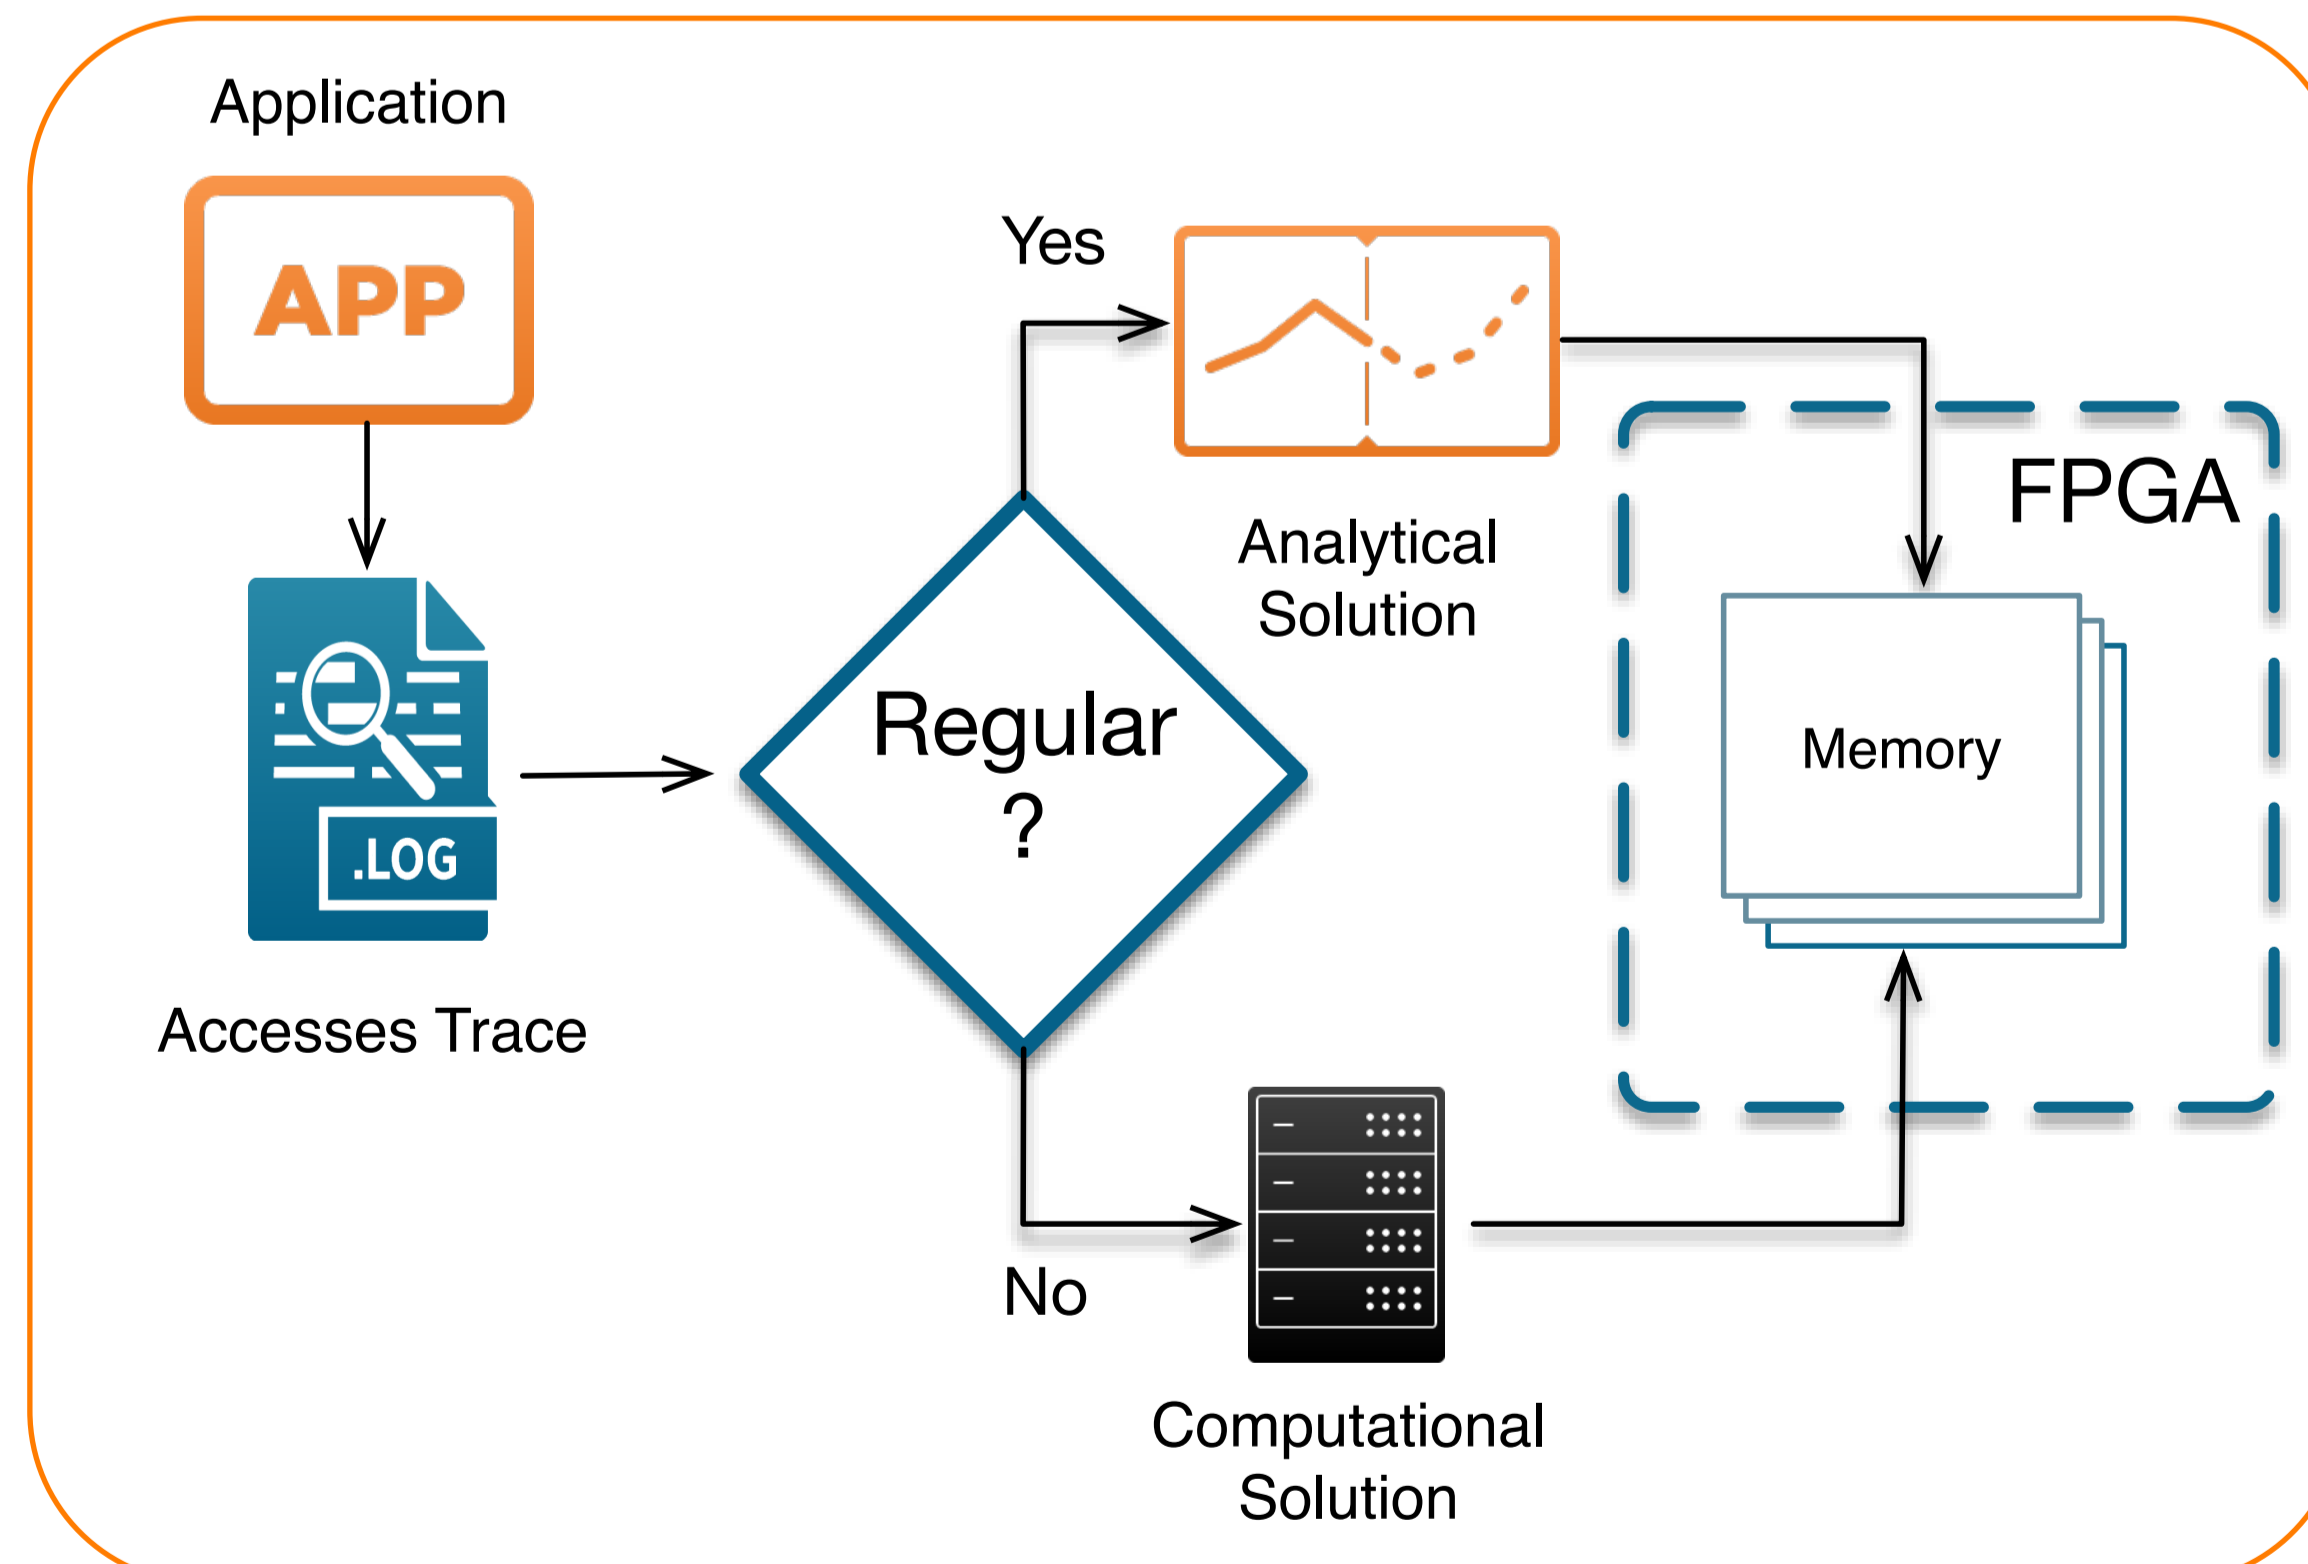 Application
APP
.LOG
Accesses Trace
Regular
?
Yes
Analytical
Solution
No
Computational
Solution
FPGA
Memory